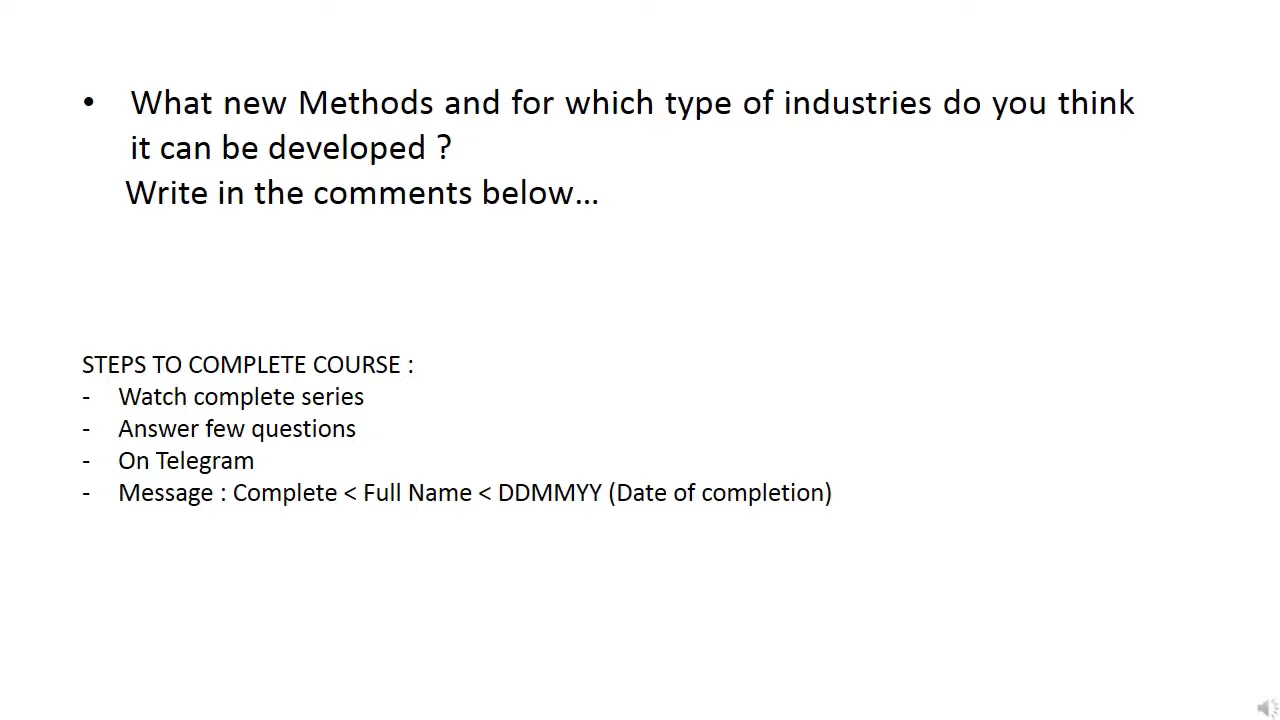 • What new Methods and for which type of industries do you think
it can be developed ?
Write in the comments below...
STEPS TO COMPLETE COURSE :
- Watch complete series
- Answer few questions
- On Telegram
- Message : Complete < Full Name < DDMMYY (Date of completion)